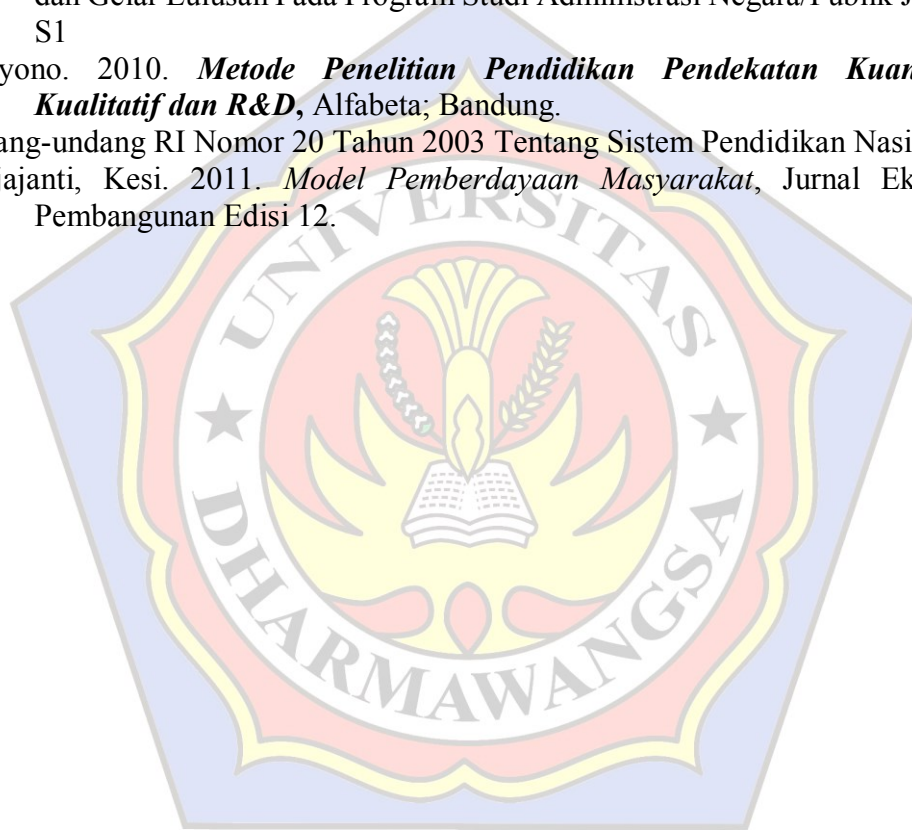 dan Gelar Lulusan Pada Program Studi Administrasi Negara/Publik
S1
yono. 2010. Metode Penelitian Pendidikan Pendekatan Kuan
Kualitatif dan R&D, Alfabeta; Bandung.
ang-undang RI Nomor 20 Tahun 2003 Tentang Sistem Pendidikan Nasi
ajanti, Kesi. 2011. Model Pemberdayaan Masyarakat, Jurnal Ek
Pembangunan Edisi 12.
UNIVERSITAS
DHARMAWANGSA